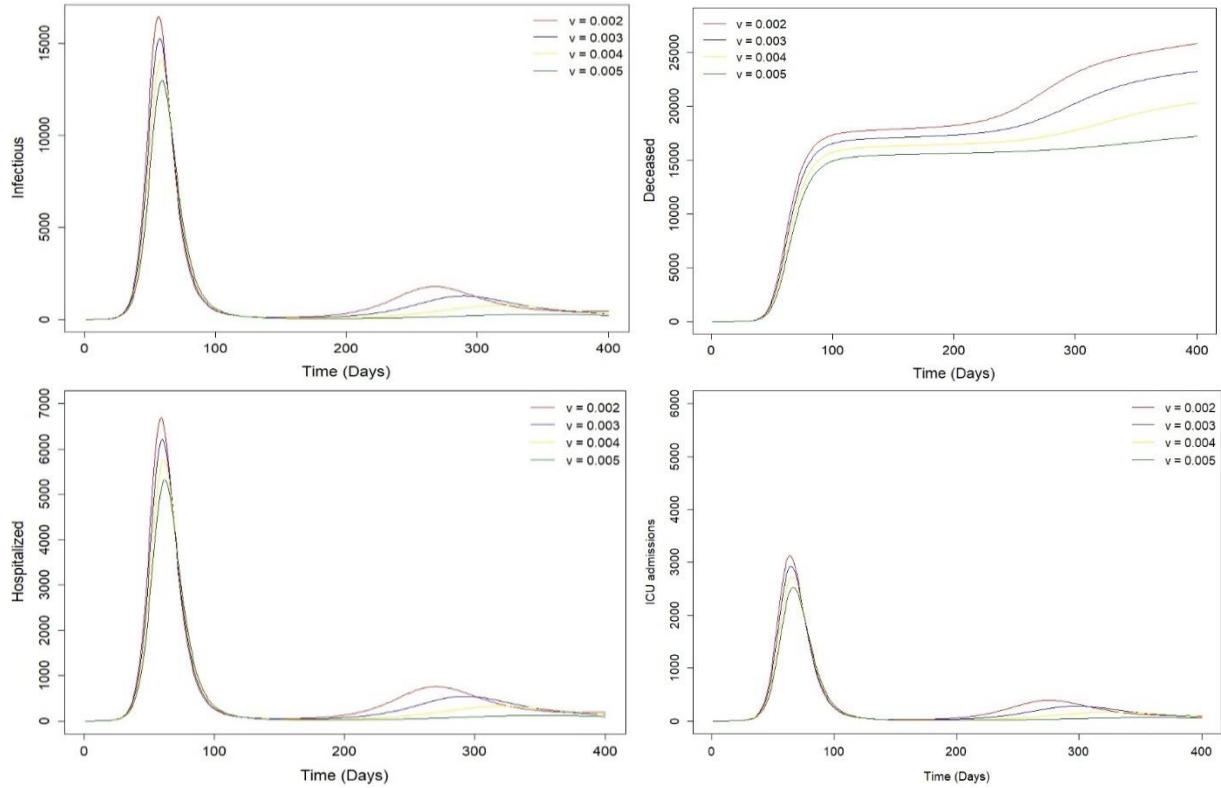 Infectious
15000
10000
5000
0
v = 0.002
v = 0.003
v = 0.004
v = 0.005
0 100 200 300 400
Time (Days)
Deceased
25000
20000
15000
10000
5000
0
v = 0.002
v = 0.003
v = 0.004
v = 0.005
0 100 200 300 400
Time (Days)
Hospitalized
7000
6000
5000
4000
3000
2000
1000
0
v = 0.002
v = 0.003
v = 0.004
v = 0.005
0 100 200 300 400
Time (Days)
ICU admissions
6000
5000
4000
3000
2000
1000
0
v = 0.002
v = 0.003
v = 0.004
v = 0.005
0 100 200 300 400
Time (Days)